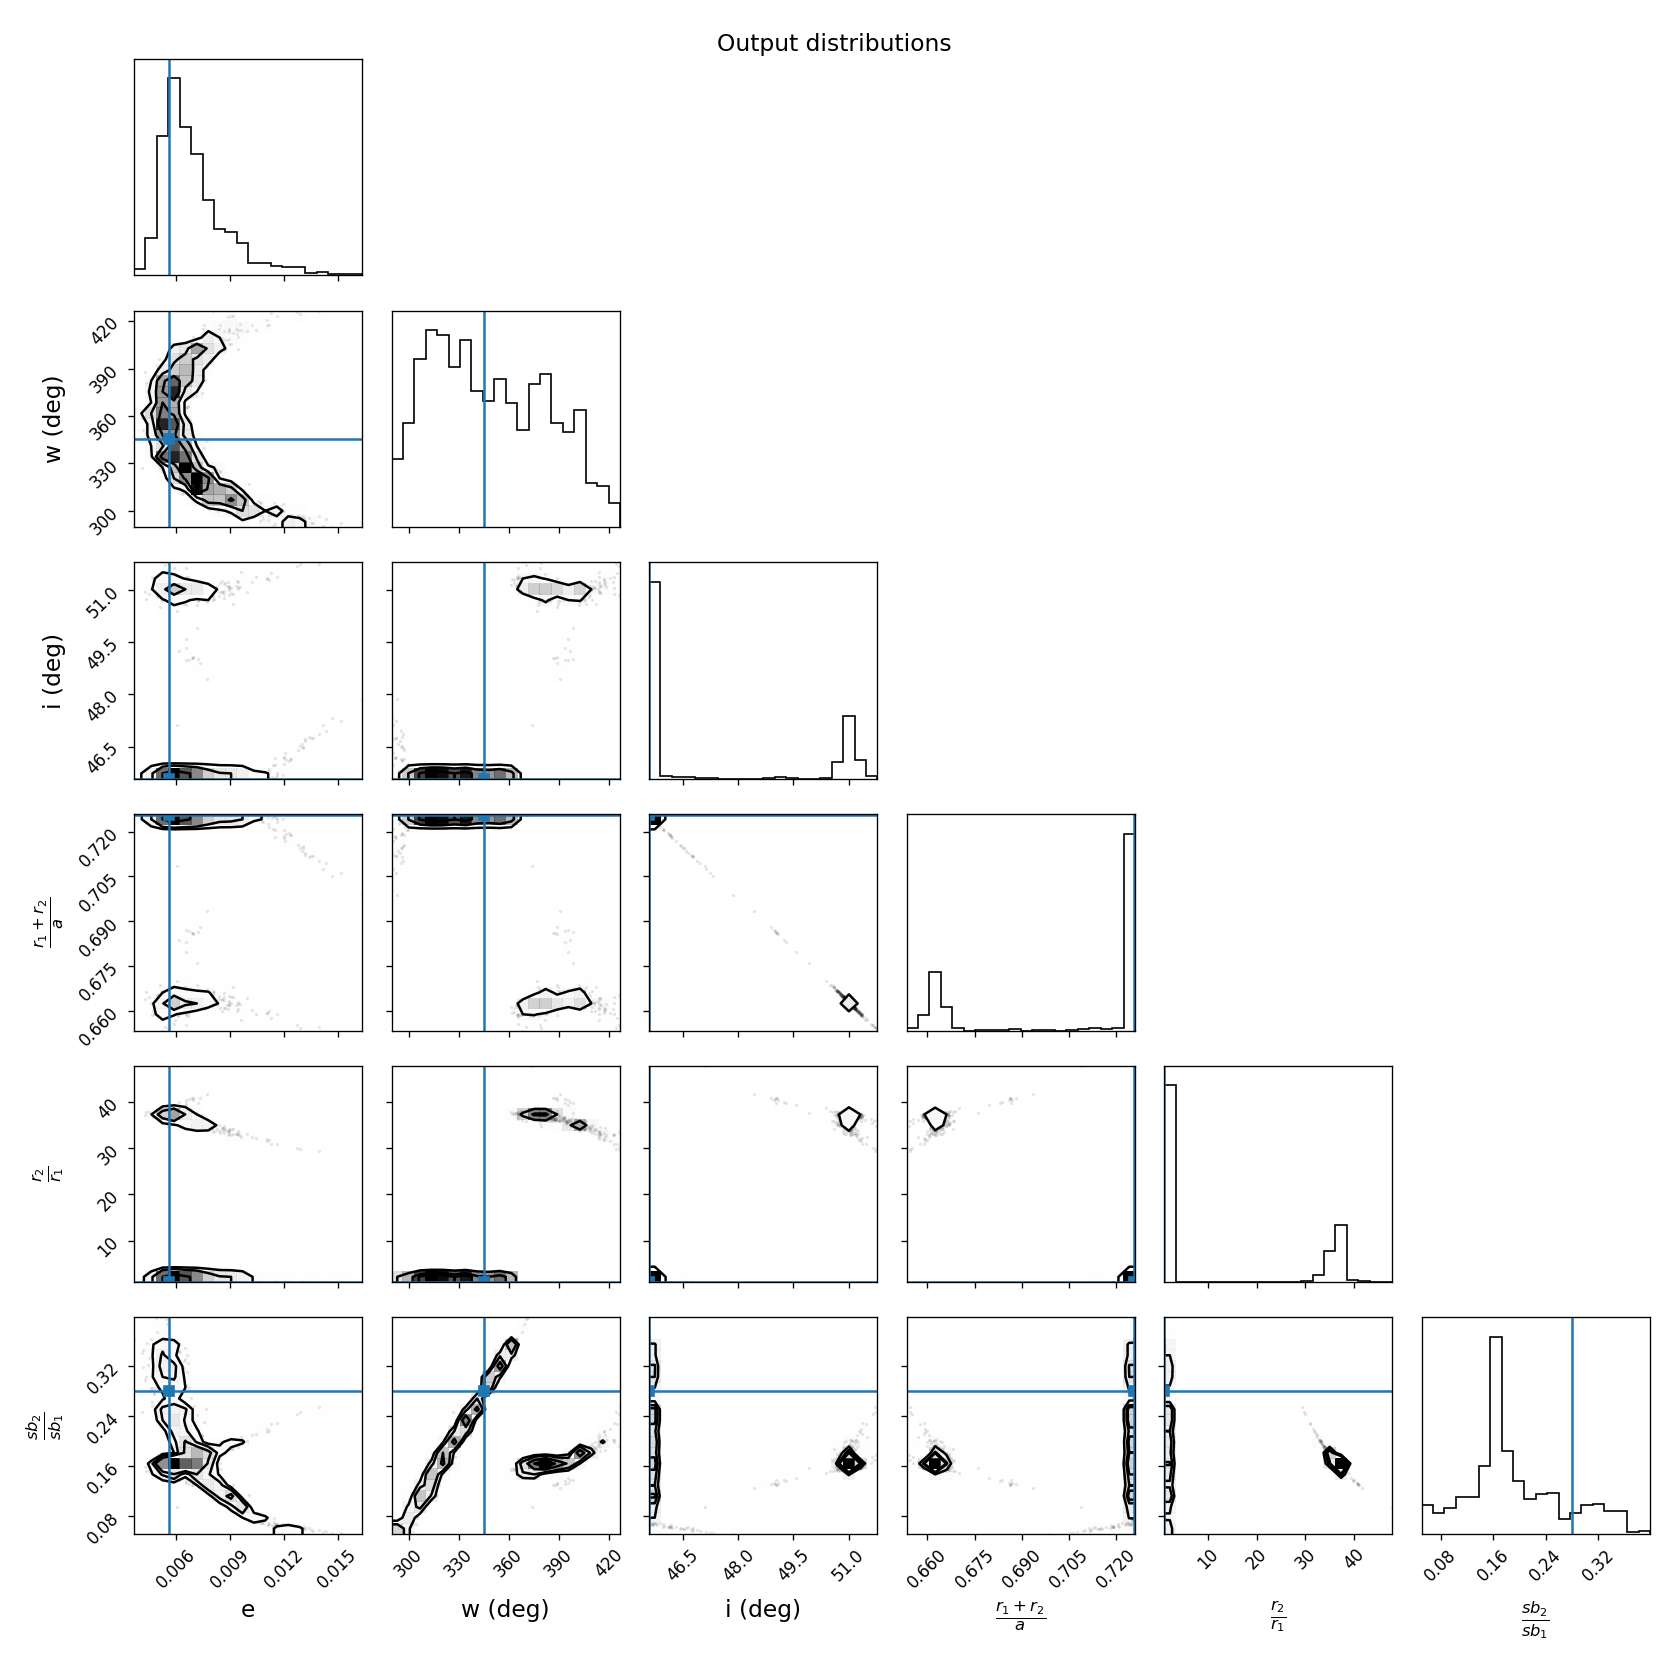 Output distributions
420
390
360
330
300
w (deg)
51.0
49.5
48.0
46.5
i (deg)
0.720
0.705
0.690
0.675
0.660
r₁ + r₂
a
40
30
20
10
r₂
r₁
0.32
0.24
0.16
0.08
sb₂
sb₁
0.006 0.009 0.012 0.015
300 330 360 390 420
46.5 48.0 49.5 51.0
0.660 0.675 0.690 0.705 0.720
10 20 30 40
0.08 0.16 0.24 0.32
e
w (deg)
i (deg)
r₁ + r₂
a
r₂
r₁
sb₂
sb₁